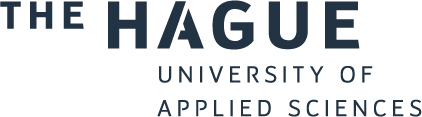 THE HAGUE
UNIVERSITY OF
APPLIED SCIENCES